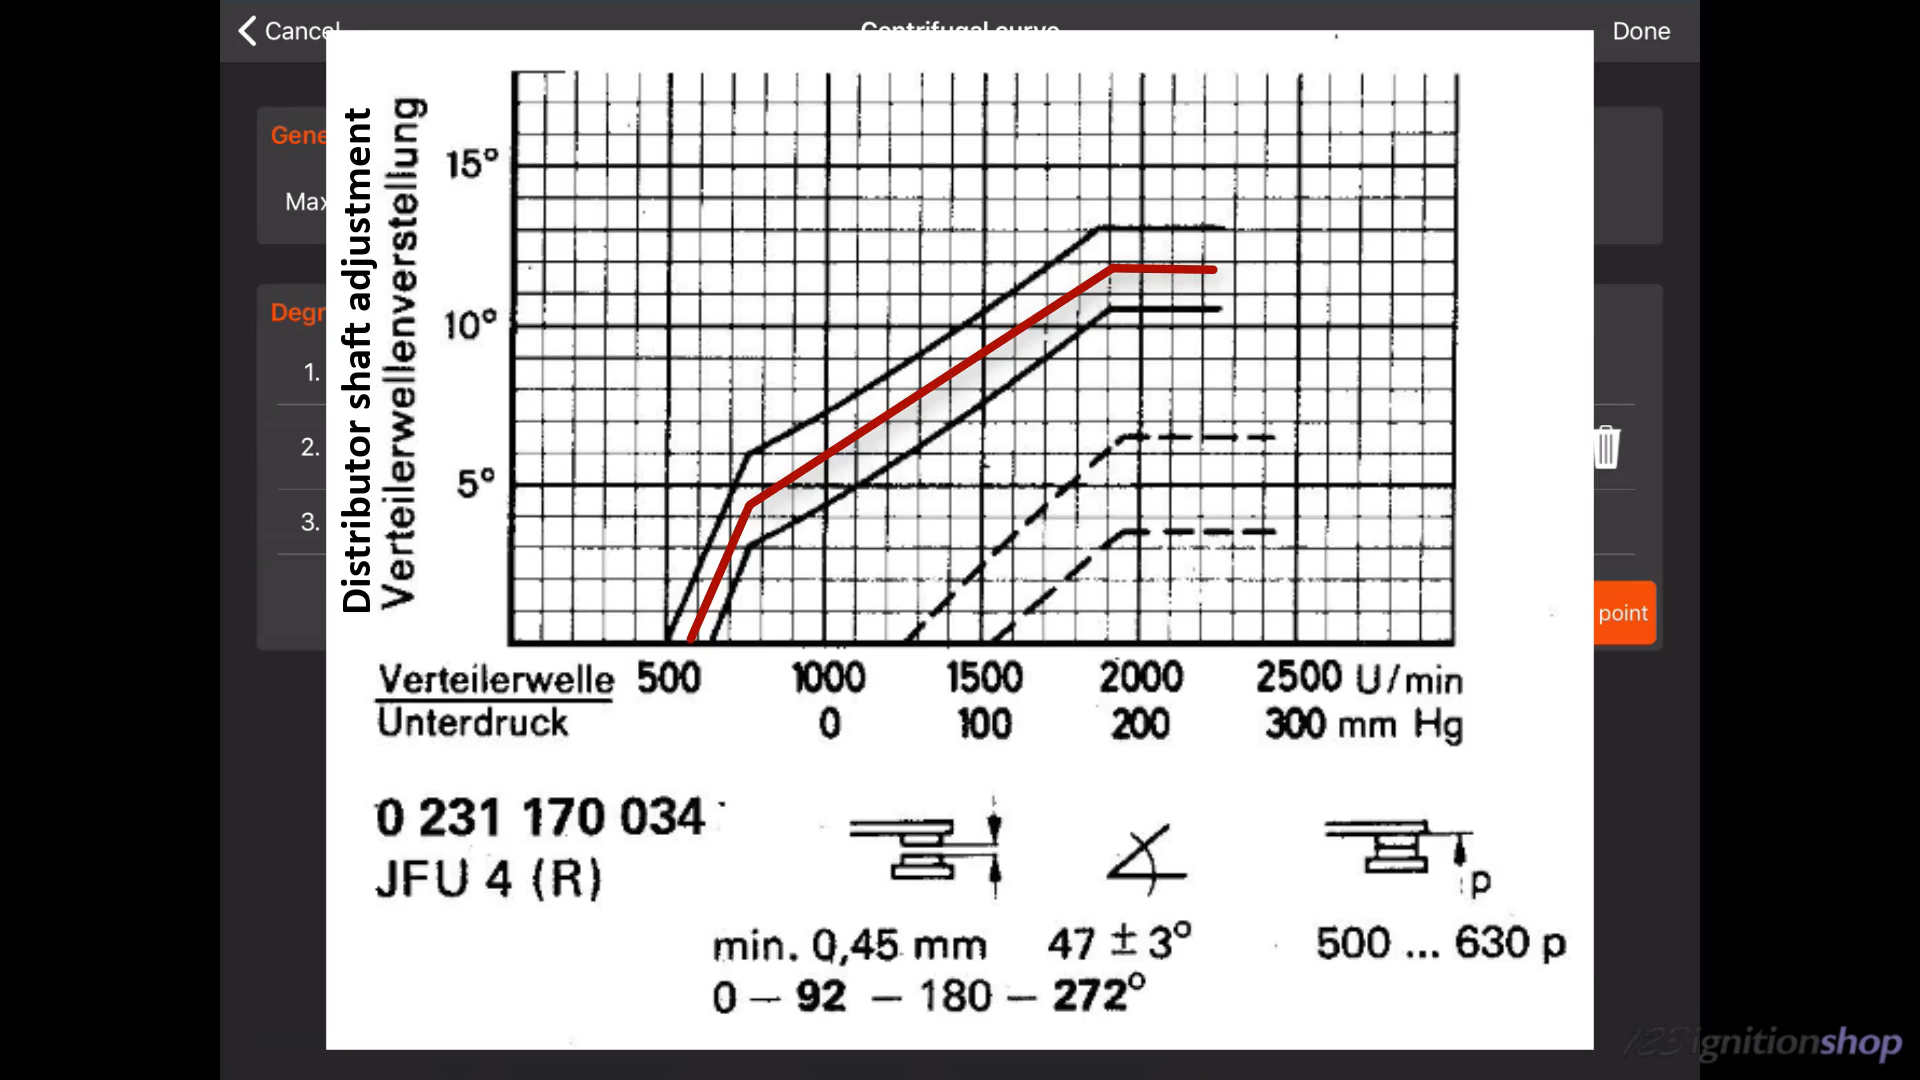 Cancel
Centrifugal curve
Done
Gene
Max
Degr
1.
2.
3.
point
Distributor shaft adjustment
Verteilerwellenverstellung
15°
10°
5°
Verteilerwelle 500 1000 1500 2000 2500 U/min
Unterdruck 0 100 200 300 mm Hg
0 231 170 034
JFU 4 (R)
p
min. 0,45 mm 47 ± 3° 500 ... 630 p
0 – 92 – 180 – 272°
123ignitionshop